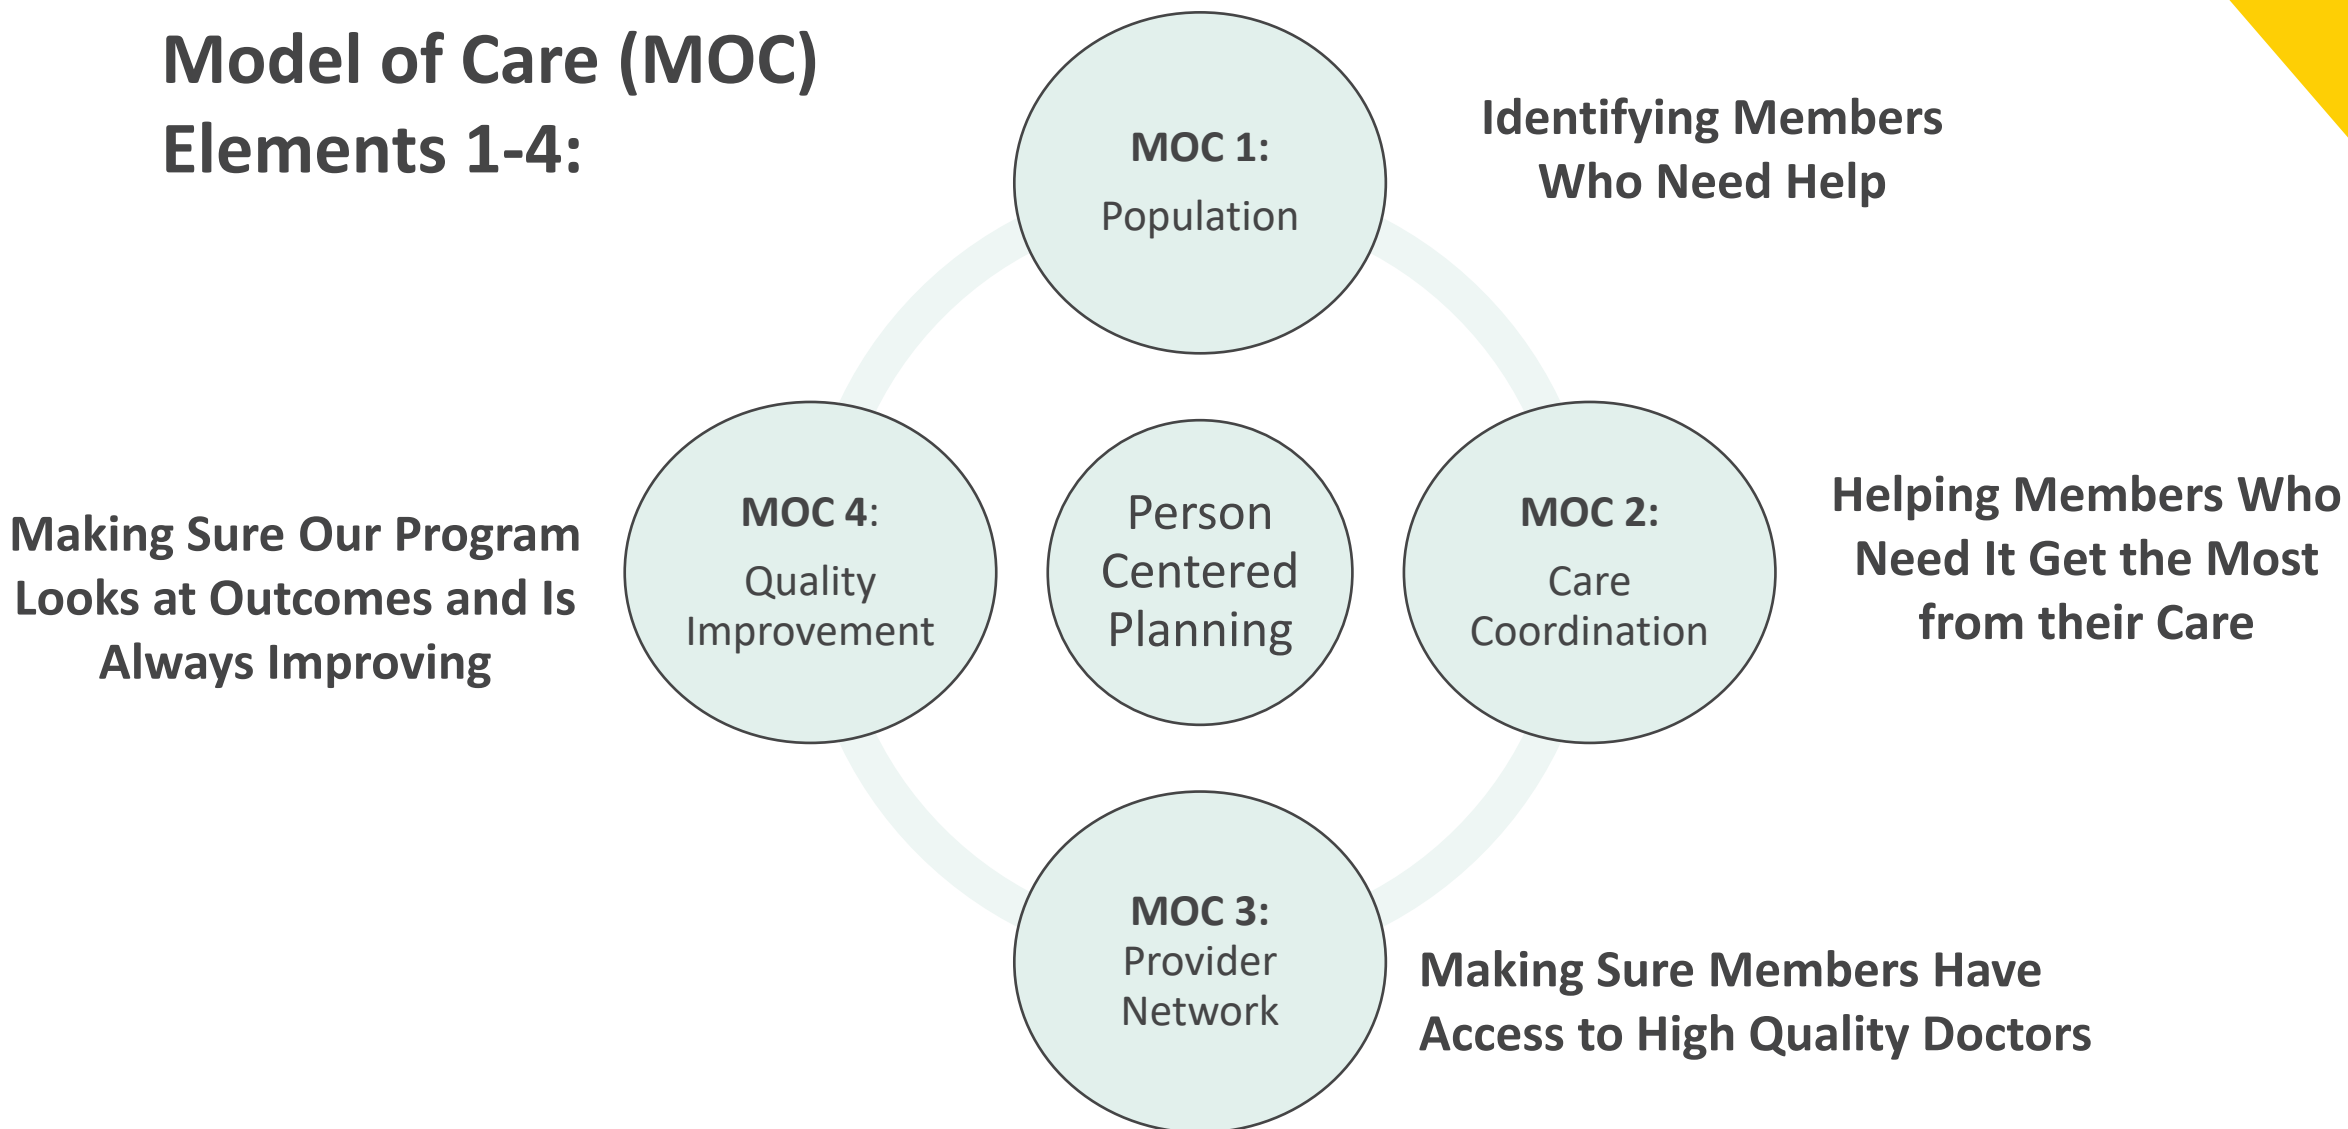 Model of Care (MOC)
Elements 1-4:
MOC 1:
Population
Identifying Members
Who Need Help
MOC 2:
Care
Coordination
Helping Members Who
Need It Get the Most
from their Care
MOC 3:
Provider
Network
Making Sure Members Have
Access to High Quality Doctors
MOC 4:
Quality
Improvement
Making Sure Our Program
Looks at Outcomes and Is
Always Improving
Person
Centered
Planning